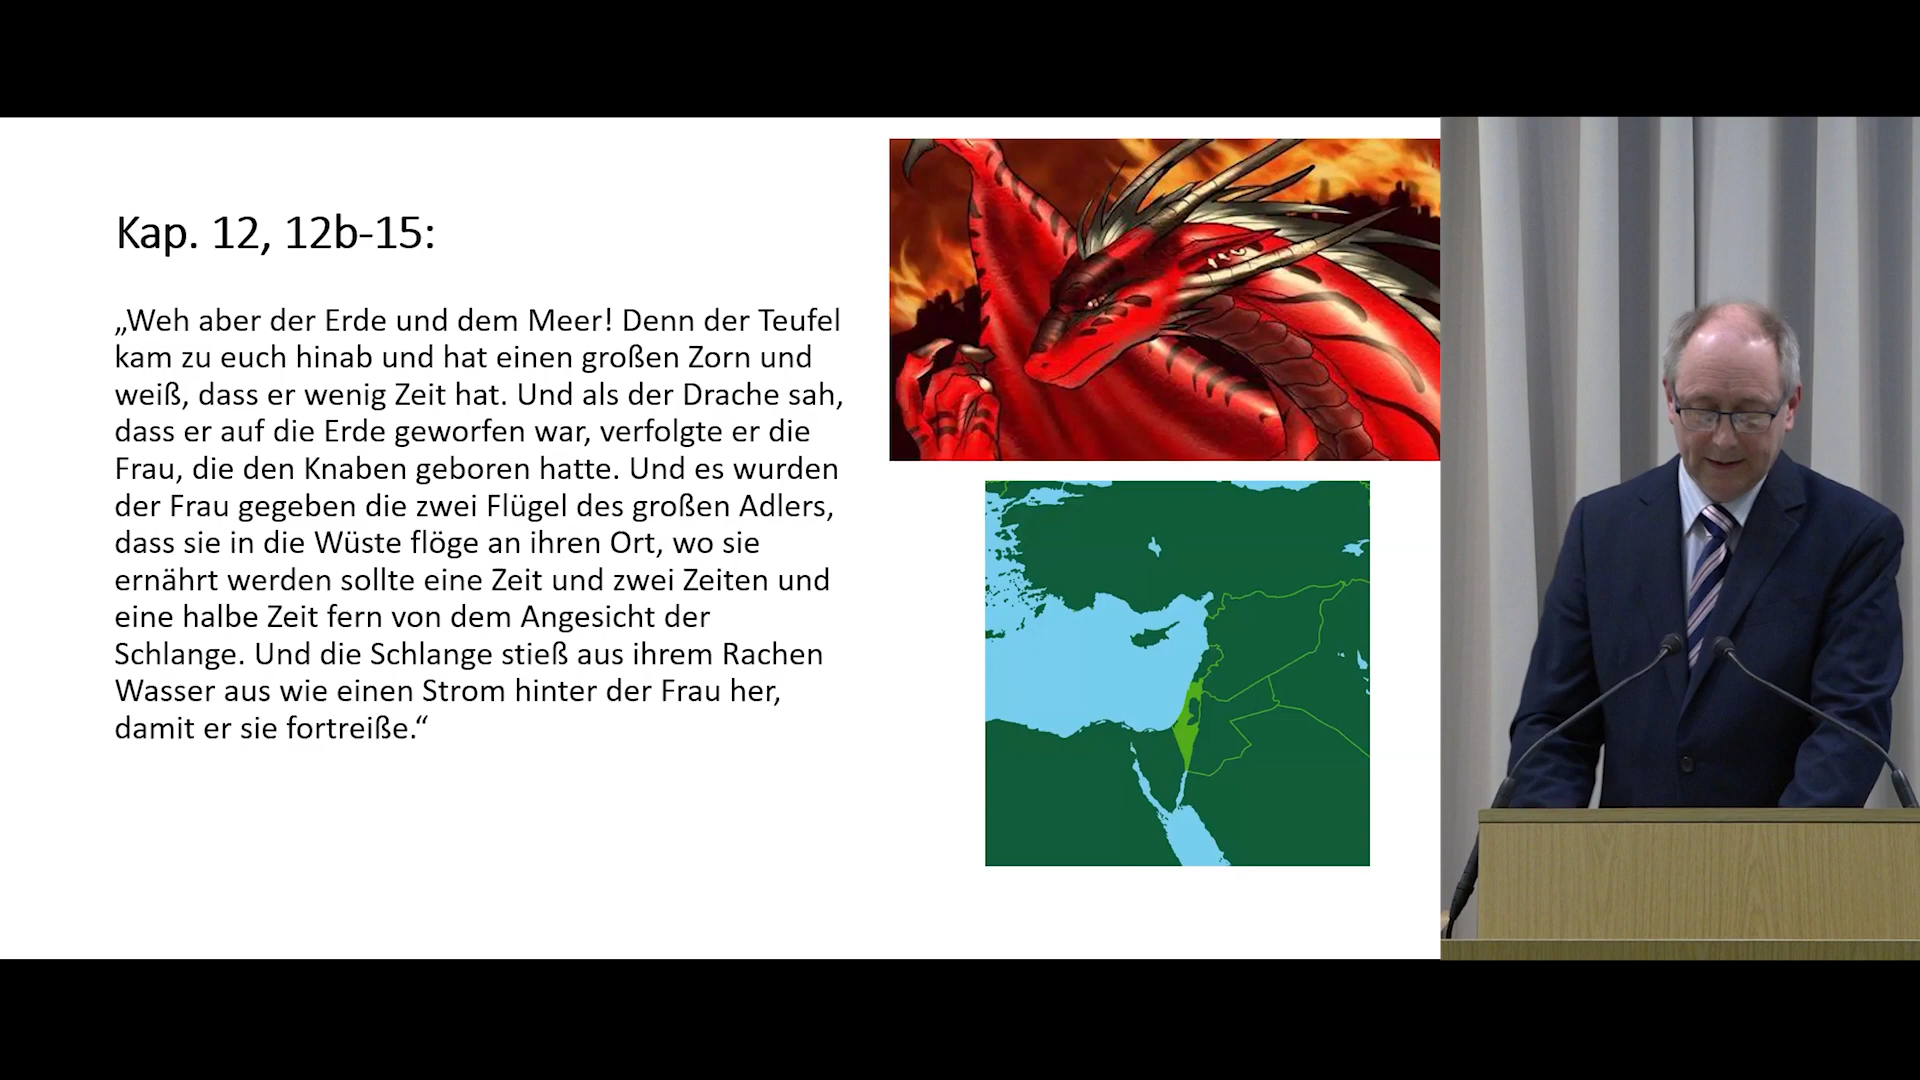 Kap. 12, 12b-15:
„Weh aber der Erde und dem Meer! Denn der Teufel
kam zu euch hinab und hat einen großen Zorn und
weiß, dass er wenig Zeit hat. Und als der Drache sah,
dass er auf die Erde geworfen war, verfolgte er die
Frau, die den Knaben geboren hatte. Und es wurden
der Frau gegeben die zwei Flügel des großen Adlers,
dass sie in die Wüste flöge an ihren Ort, wo sie
ernährt werden sollte eine Zeit und zwei Zeiten und
eine halbe Zeit fern von dem Angesicht der
Schlange. Und die Schlange stieß aus ihrem Rachen
Wasser aus wie einen Strom hinter der Frau her,
damit er sie fortreiße.“